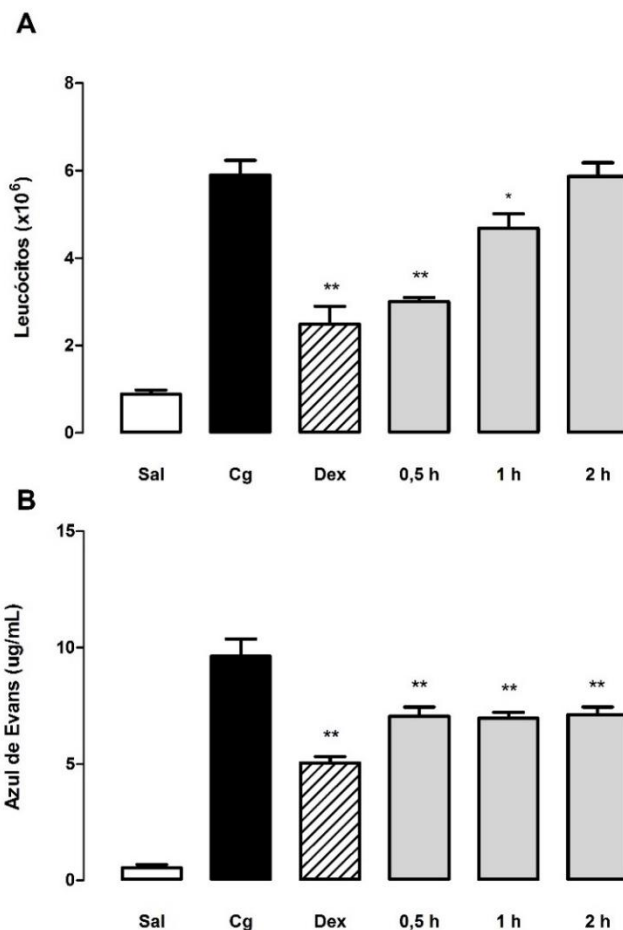 A
Leucócitos (x10⁶)
8
6
4
2
0
**
**
*
Sal Cg Dex 0,5 h 1 h 2 h
B
Azul de Evans (ug/mL)
15
10
5
0
**
**
**
**
Sal Cg Dex 0,5 h 1 h 2 h